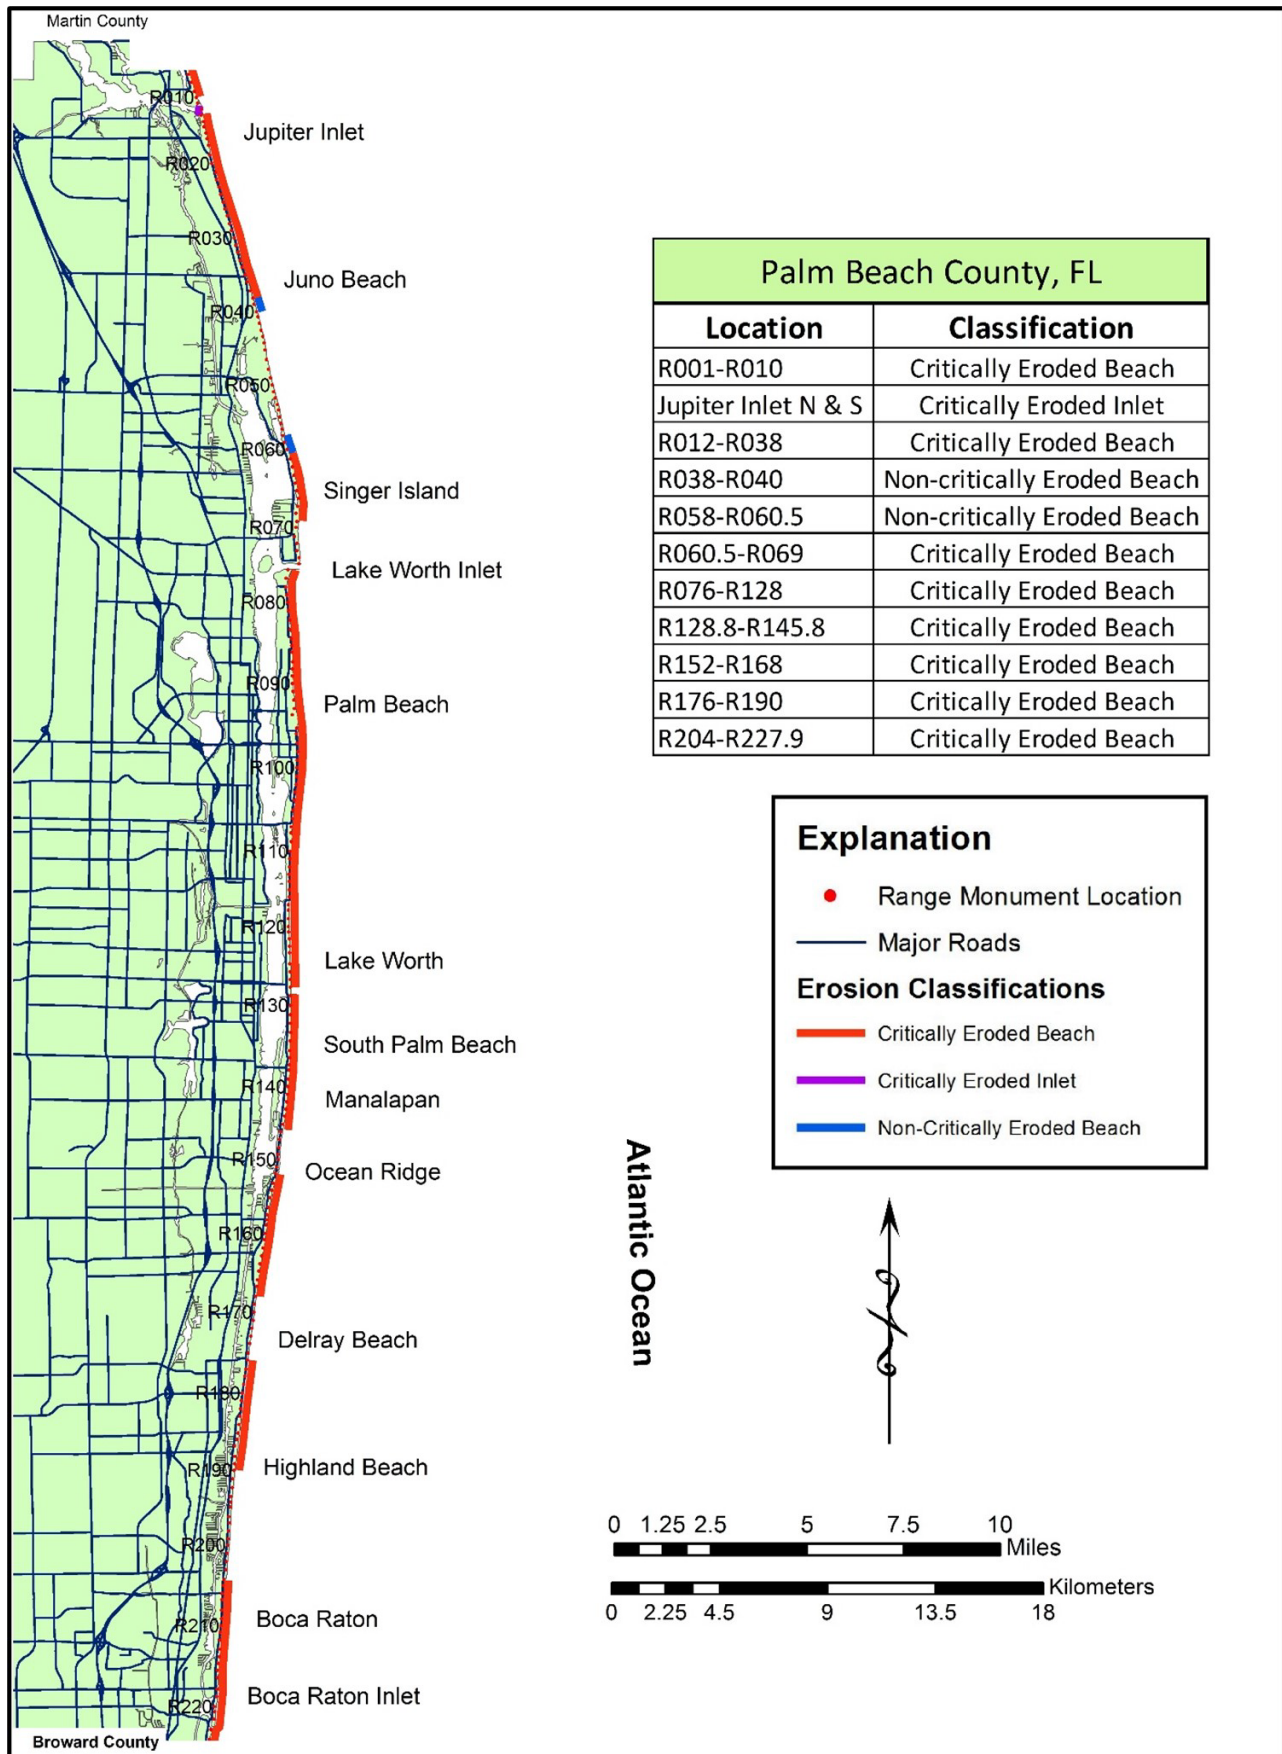 Martin County
R010
Jupiter Inlet
R020
R030
Juno Beach
R040
R050
R060
Singer Island
R070
Lake Worth Inlet
R080
R090
Palm Beach
R100
R110
R120
Lake Worth
R130
South Palm Beach
R140
Manalapan
R150
Ocean Ridge
R160
R170
Delray Beach
R180
R190
Highland Beach
R200
R210
Boca Raton
R220
Boca Raton Inlet
Broward County
Palm Beach County, FL
Location Classification
R001-R010 Critically Eroded Beach
Jupiter Inlet N & S Critically Eroded Inlet
R012-R038 Critically Eroded Beach
R038-R040 Non-critically Eroded Beach
R058-R060.5 Non-critically Eroded Beach
R060.5-R069 Critically Eroded Beach
R076-R128 Critically Eroded Beach
R128.8-R145.8 Critically Eroded Beach
R152-R168 Critically Eroded Beach
R176-R190 Critically Eroded Beach
R204-R227.9 Critically Eroded Beach
Explanation
Range Monument Location
Major Roads
Erosion Classifications
Critically Eroded Beach
Critically Eroded Inlet
Non-Critically Eroded Beach
Atlantic Ocean
N
0 1.25 2.5 5 7.5 10
Miles
Kilometers
0 2.25 4.5 9 13.5 18